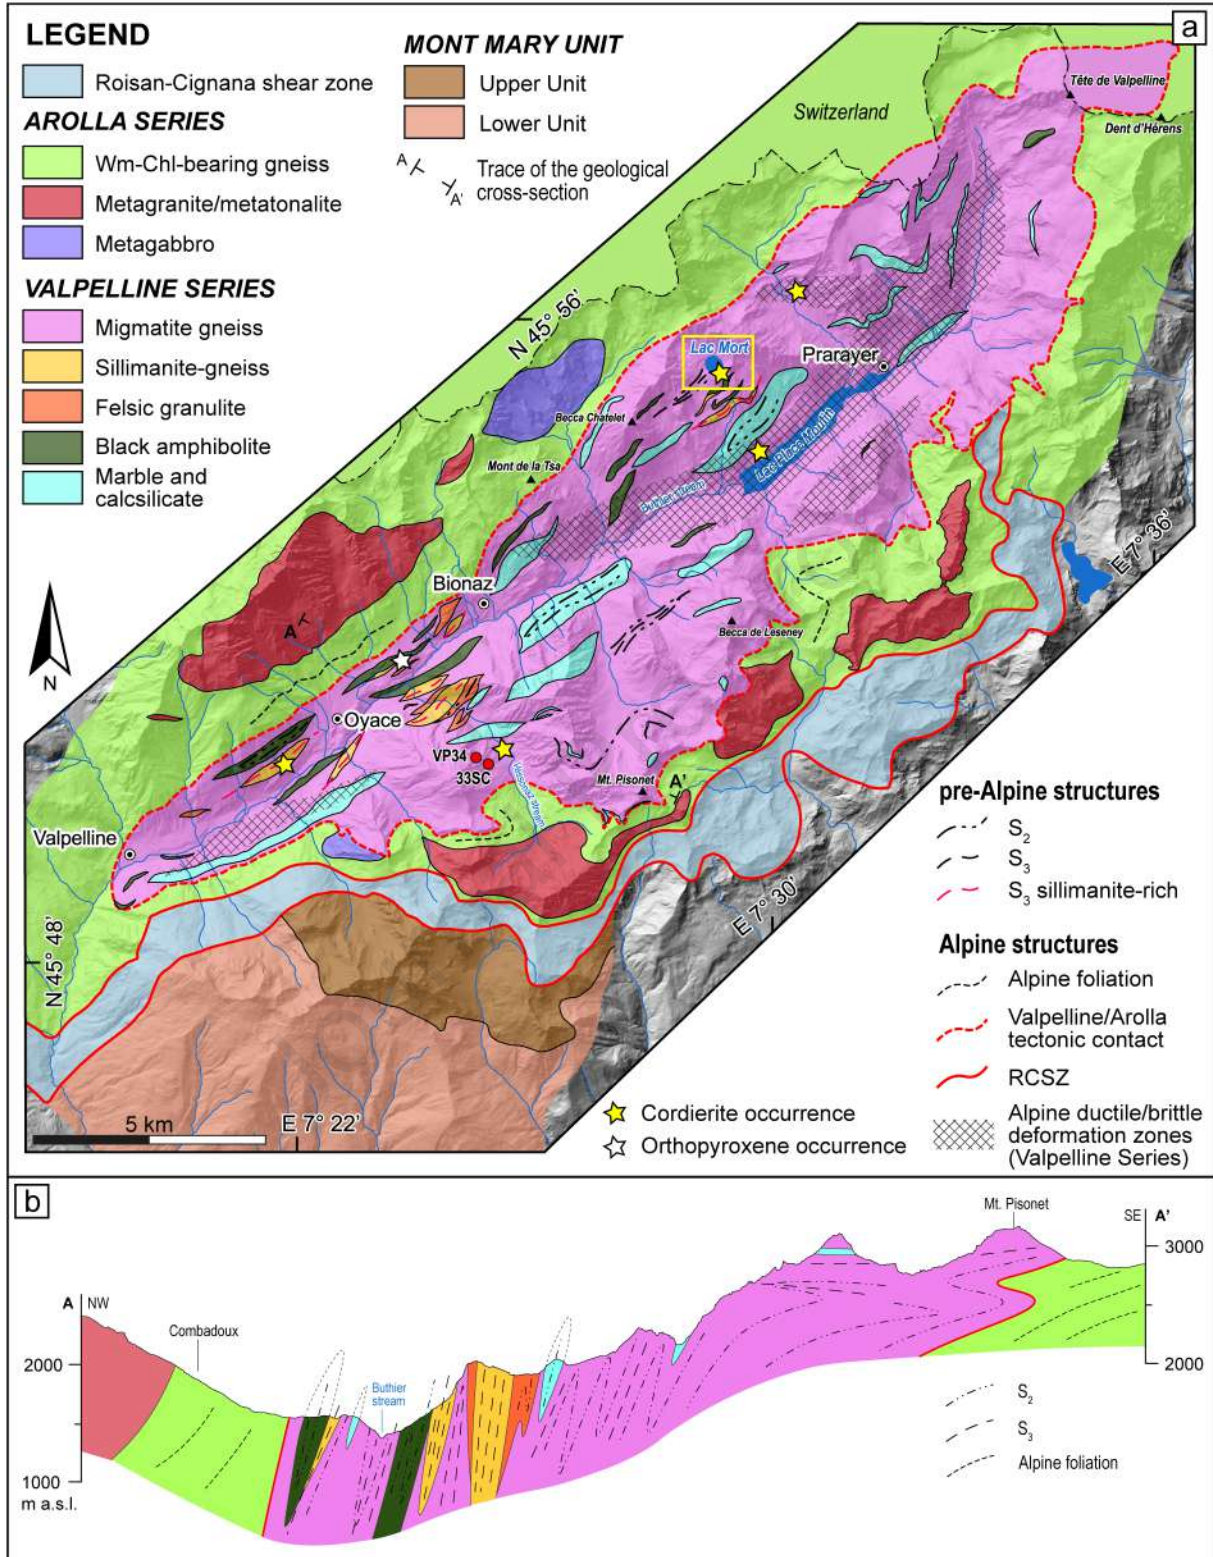 a
LEGEND
Roisan-Cignana shear zone
AROLLA SERIES
Wm-Chl-bearing gneiss
Metagranite/metatonalite
Metagabbro
VALPELLINE SERIES
Migmatite gneiss
Sillimanite-gneiss
Felsic granulite
Black amphibolite
Marble and
calcsilicate
MONT MARY UNIT
Upper Unit
Lower Unit
A
A'
Trace of the geological
cross-section
Switzerland
Tête de Valpelline
Dent d'Hérens
N 45° 56'
Lac Mort
Prarayer
Becca Chatelet
Lac Place Moulin
Mont de la Tsa
Buthier stream
E 7° 36'
Bionaz
A
Becca de Leseney
Oyace
VP34
33SC
Mt. Pisonet
A'
Valpelline
E 7° 30'
N 45° 48'
N
5 km
E 7° 22'
Cordierite occurrence
Orthopyroxene occurrence
pre-Alpine structures
S2
S3
S3 sillimanite-rich
Alpine structures
Alpine foliation
Valpelline/Arolla
tectonic contact
RCSZ
Alpine ductile/brittle
deformation zones
(Valpelline Series)
b
Mt. Pisonet
SE A'
3000
A NW
Combadoux
2000
2000
Buthier
stream
S2
S3
1000
Alpine foliation
m a.s.l.